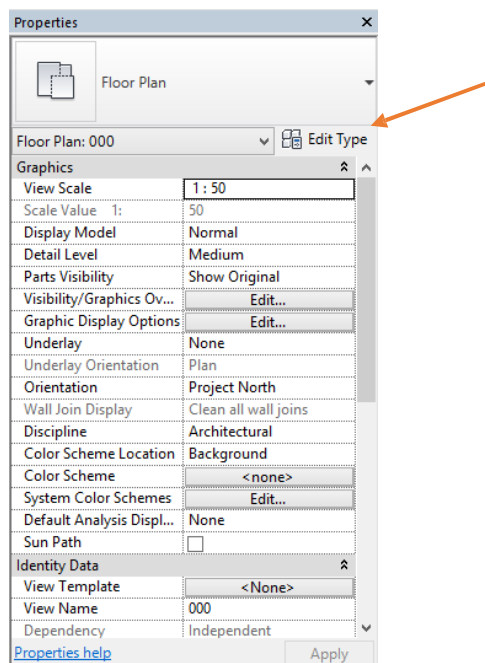 Properties
Floor Plan
Floor Plan: 000 Edit Type
Graphics
View Scale 1 : 50
Scale Value 1: 50
Display Model Normal
Detail Level Medium
Parts Visibility Show Original
Visibility/Graphics Ov... Edit...
Graphic Display Options Edit...
Underlay None
Underlay Orientation Plan
Orientation Project North
Wall Join Display Clean all wall joins
Discipline Architectural
Color Scheme Location Background
Color Scheme <none>
System Color Schemes Edit...
Default Analysis Displ... None
Sun Path
Identity Data
View Template <None>
View Name 000
Dependency Independent
Properties help Apply